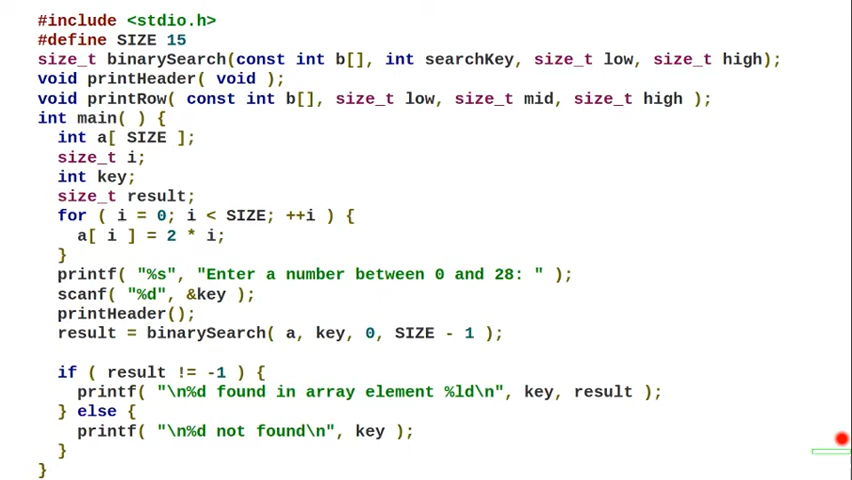 #include <stdio.h>
#define SIZE 15
size_t binarySearch(const int b[], int searchKey, size_t low, size_t high);
void printHeader( void );
void printRow( const int b[], size_t low, size_t mid, size_t high );
int main( ) {
  int a[ SIZE ];
  size_t i;
  int key;
  size_t result;
  for ( i = 0; i < SIZE; ++i ) {
    a[ i ] = 2 * i;
  }
  printf( "%s", "Enter a number between 0 and 28: " );
  scanf( "%d", &key );
  printHeader();
  result = binarySearch( a, key, 0, SIZE - 1 );

  if ( result != -1 ) {
    printf( "\n%d found in array element %ld\n", key, result );
  } else {
    printf( "\n%d not found\n", key );
  }
}